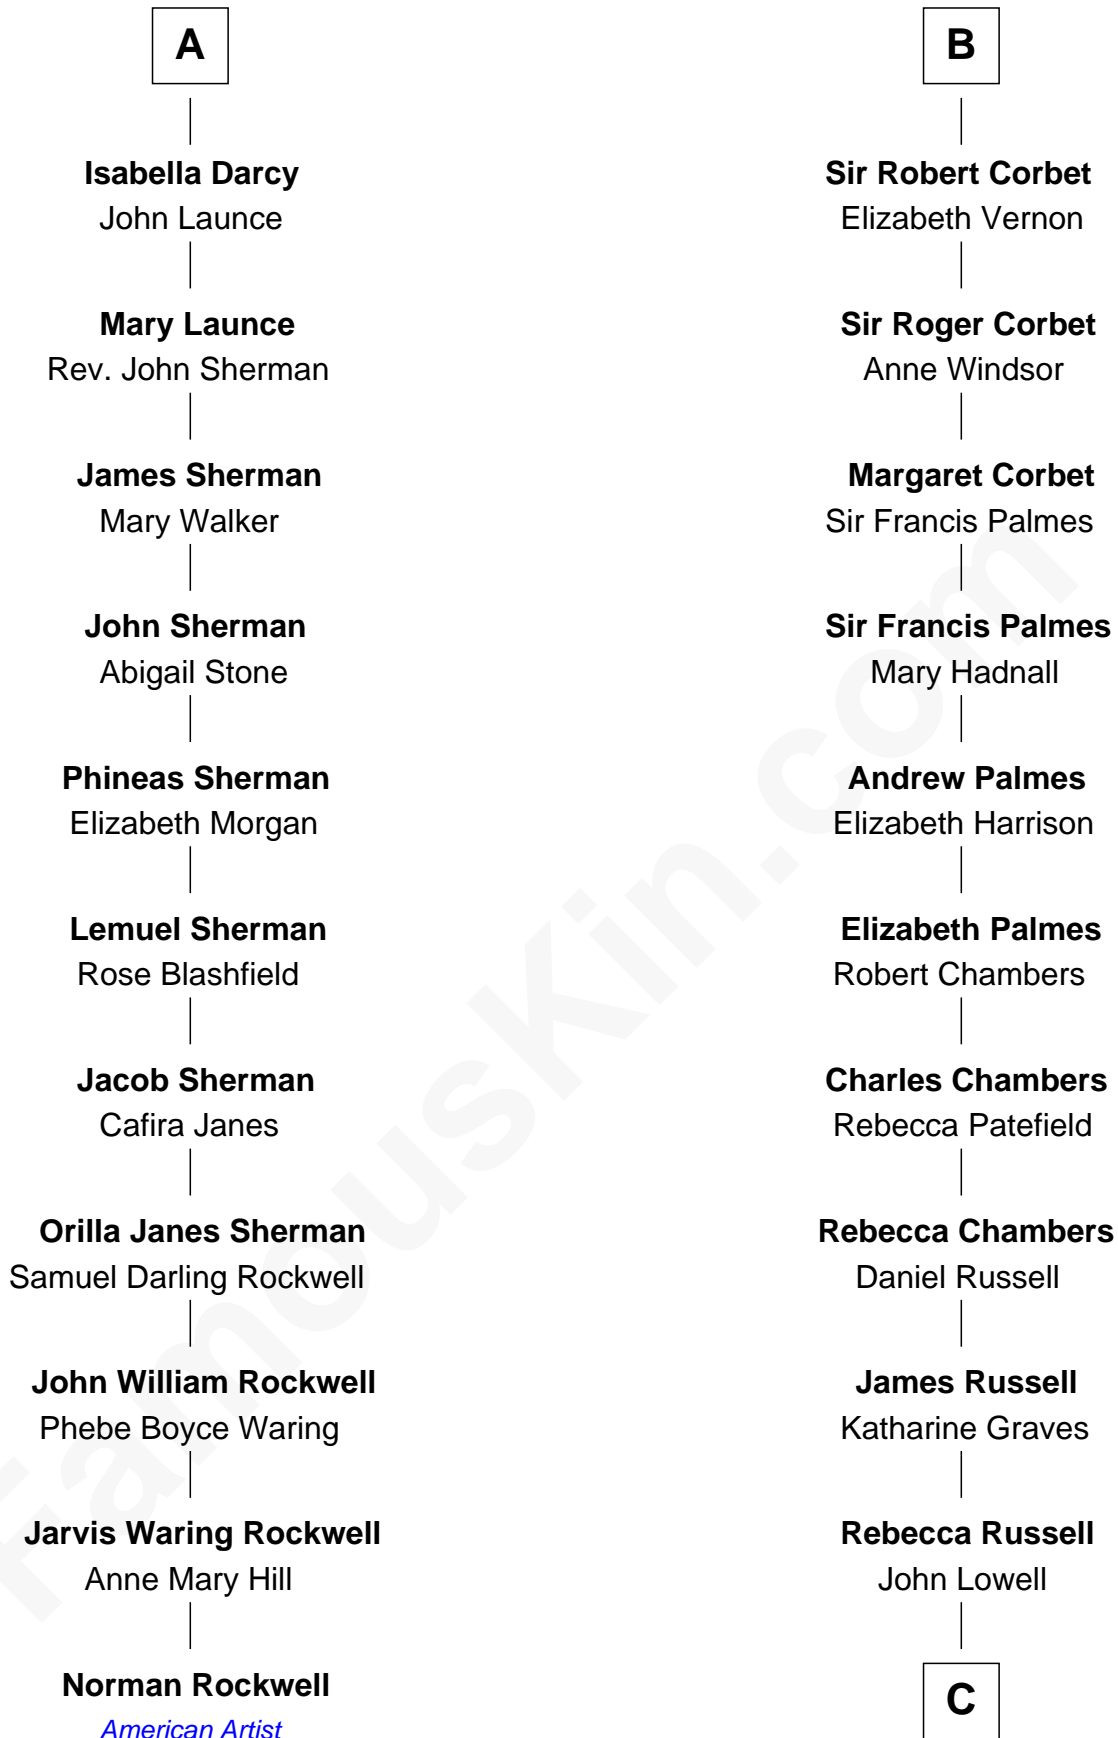 A
Isabella Darcy
John Launce
Mary Launce
Rev. John Sherman
James Sherman
Mary Walker
John Sherman
Abigail Stone
Phineas Sherman
Elizabeth Morgan
Lemuel Sherman
Rose Blashfield
Jacob Sherman
Cafira Janes
Orilla Janes Sherman
Samuel Darling Rockwell
John William Rockwell
Phebe Boyce Waring
Jarvis Waring Rockwell
Anne Mary Hill
Norman Rockwell
American Artist
B
Sir Robert Corbet
Elizabeth Vernon
Sir Roger Corbet
Anne Windsor
Margaret Corbet
Sir Francis Palmes
Sir Francis Palmes
Mary Hadnall
Andrew Palmes
Elizabeth Harrison
Elizabeth Palmes
Robert Chambers
Charles Chambers
Rebecca Patefield
Rebecca Chambers
Daniel Russell
James Russell
Katharine Graves
Rebecca Russell
John Lowell
C
FamousKin.com